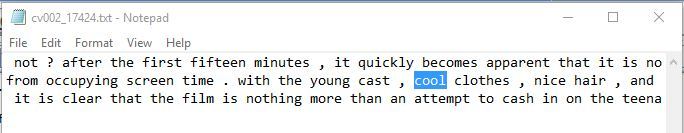 cv002_17424.txt - Notepad
File Edit Format View Help
not ? after the first fifteen minutes , it quickly becomes apparent that it is no
from occupying screen time . with the young cast , cool clothes , nice hair , and
it is clear that the film is nothing more than an attempt to cash in on the teena